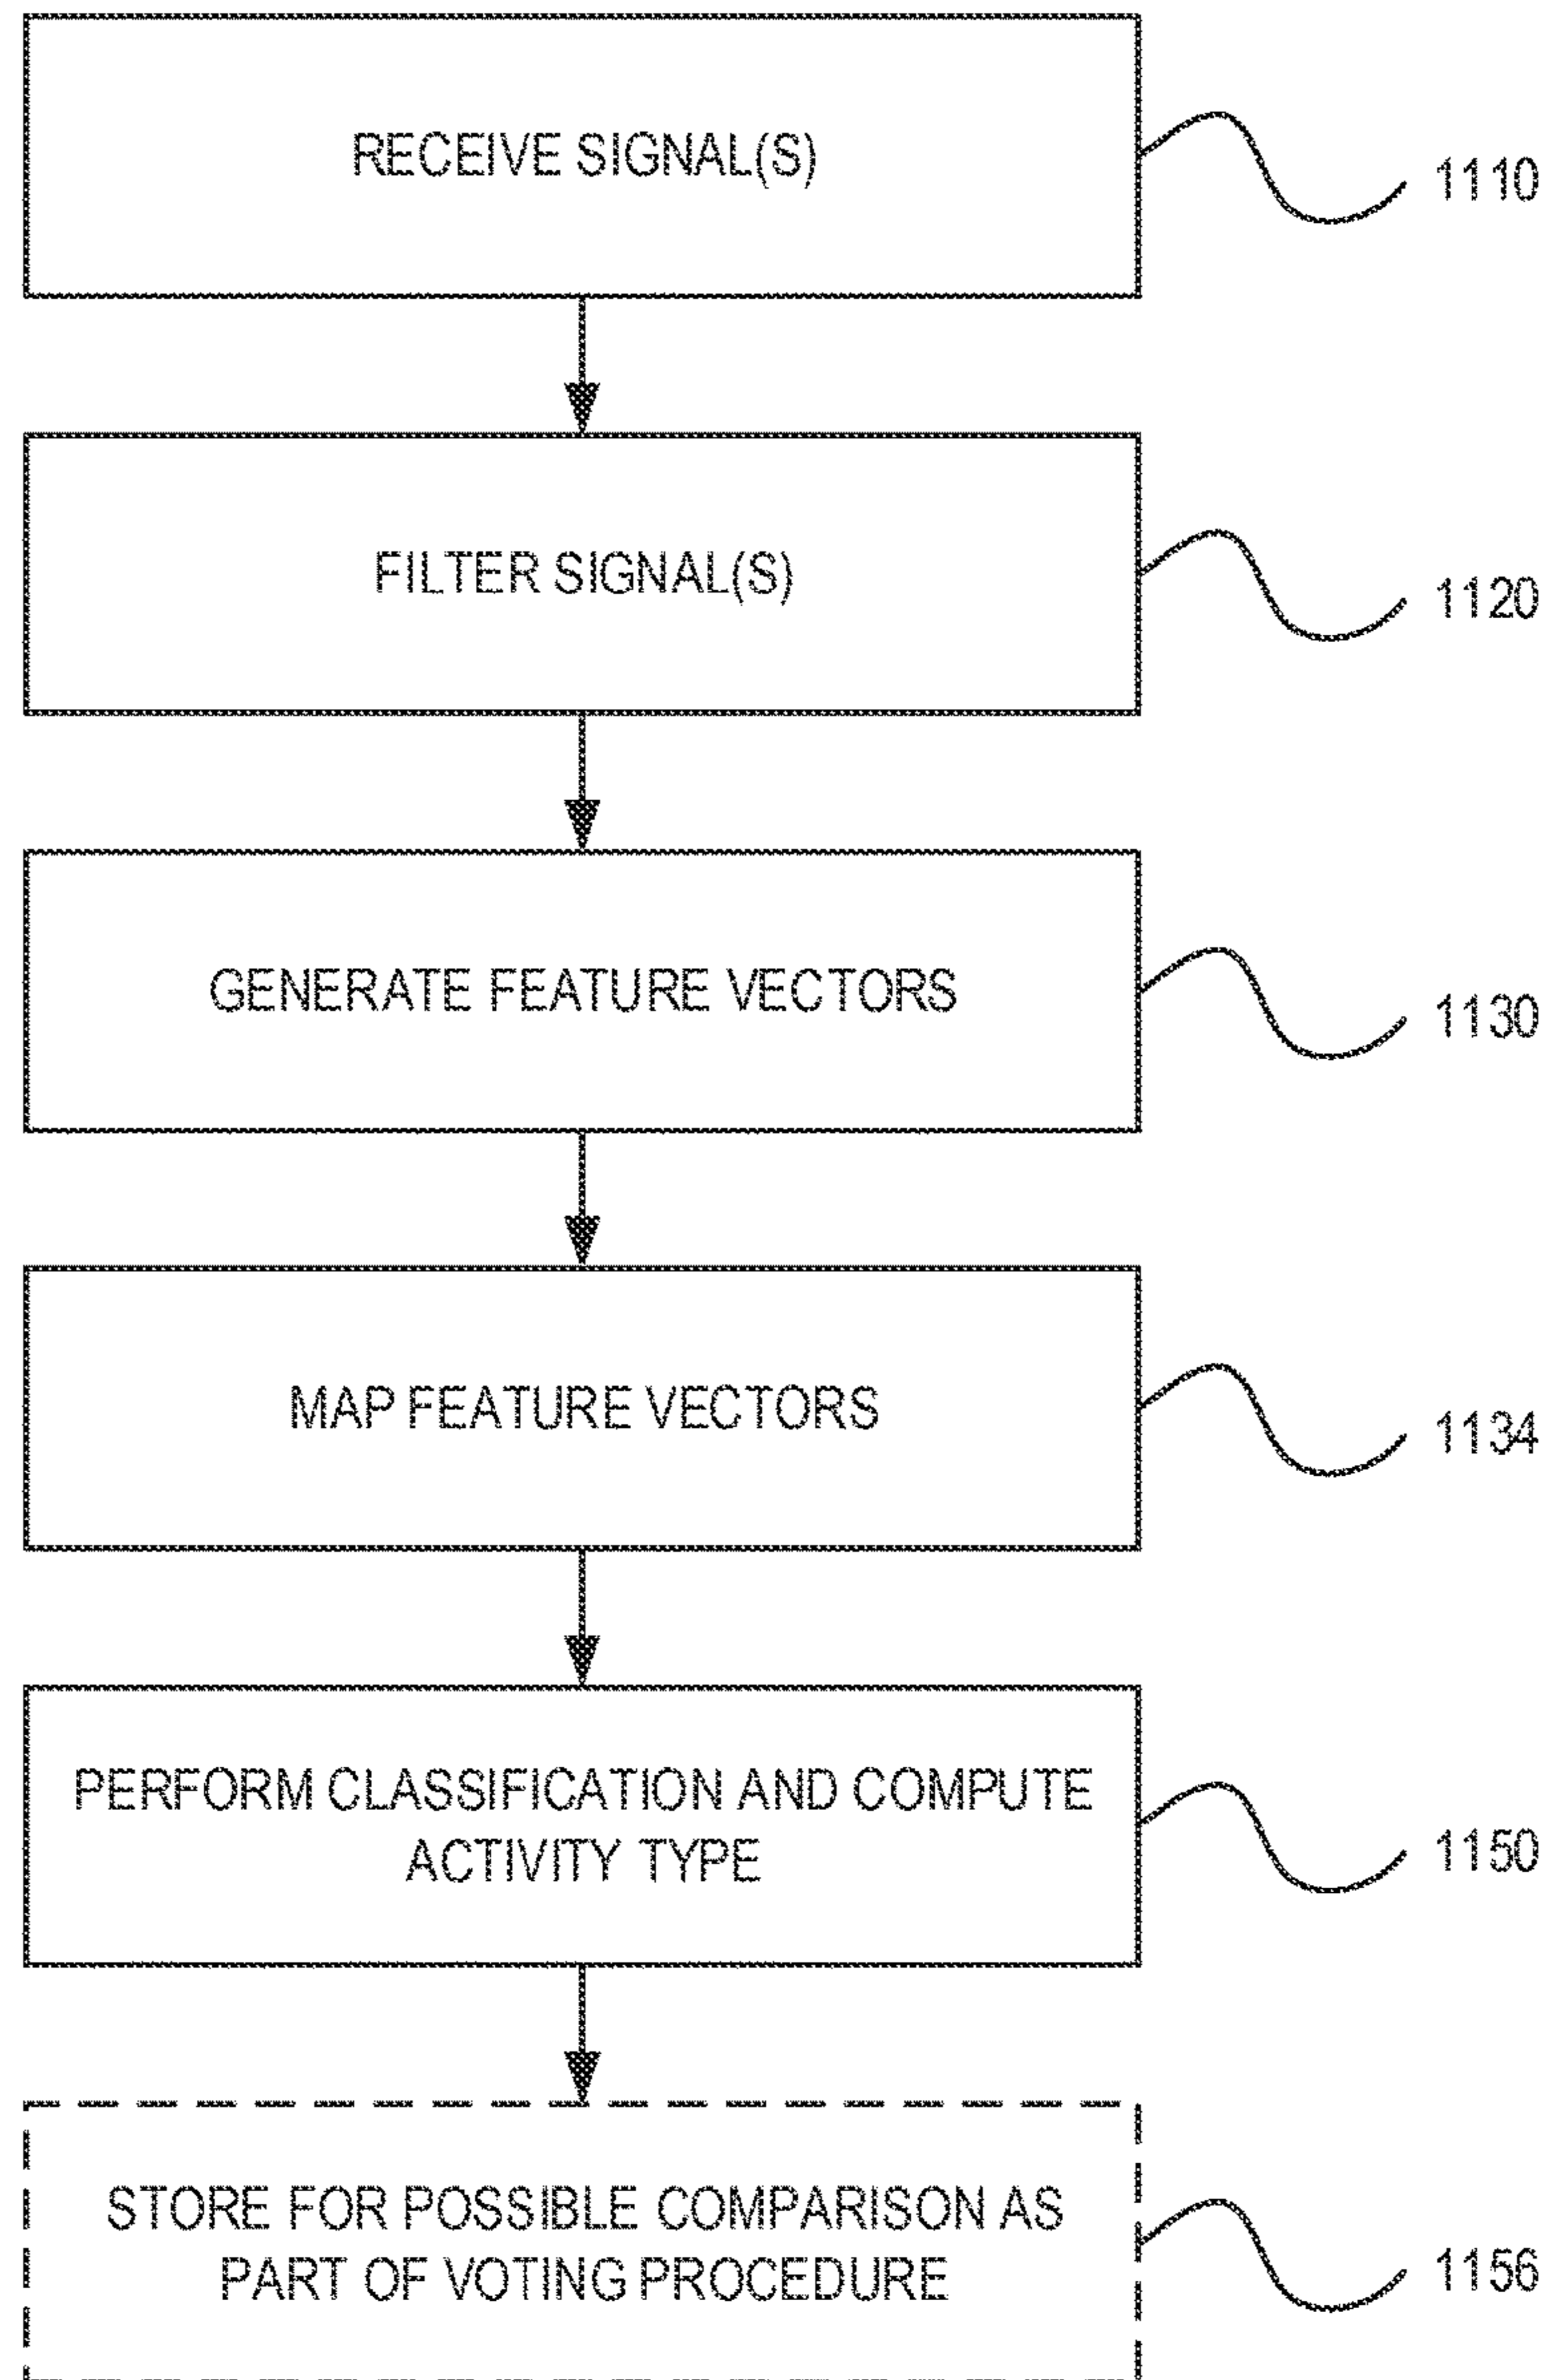 RECEIVE SIGNAL(S)
1110
FILTER SIGNAL(S)
1120
GENERATE FEATURE VECTORS
1130
MAP FEATURE VECTORS
1134
PERFORM CLASSIFICATION AND COMPUTE
ACTIVITY TYPE
1150
STORE FOR POSSIBLE COMPARISON AS
PART OF VOTING PROCEDURE
1156